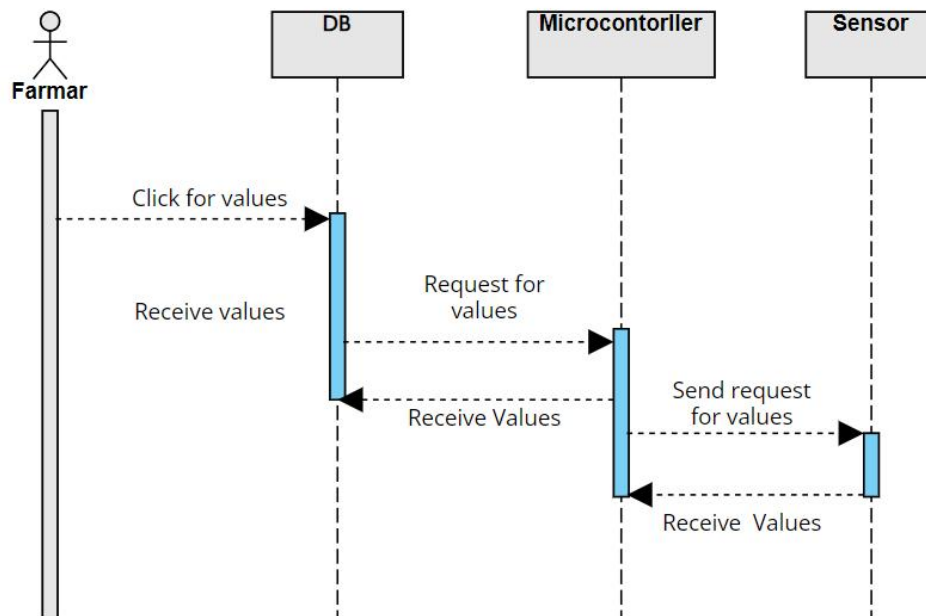 DB
Microcontorller
Sensor
Farmar
Click for values
Request for
values
Receive values
Send request
for values
Receive Values
Receive  Values